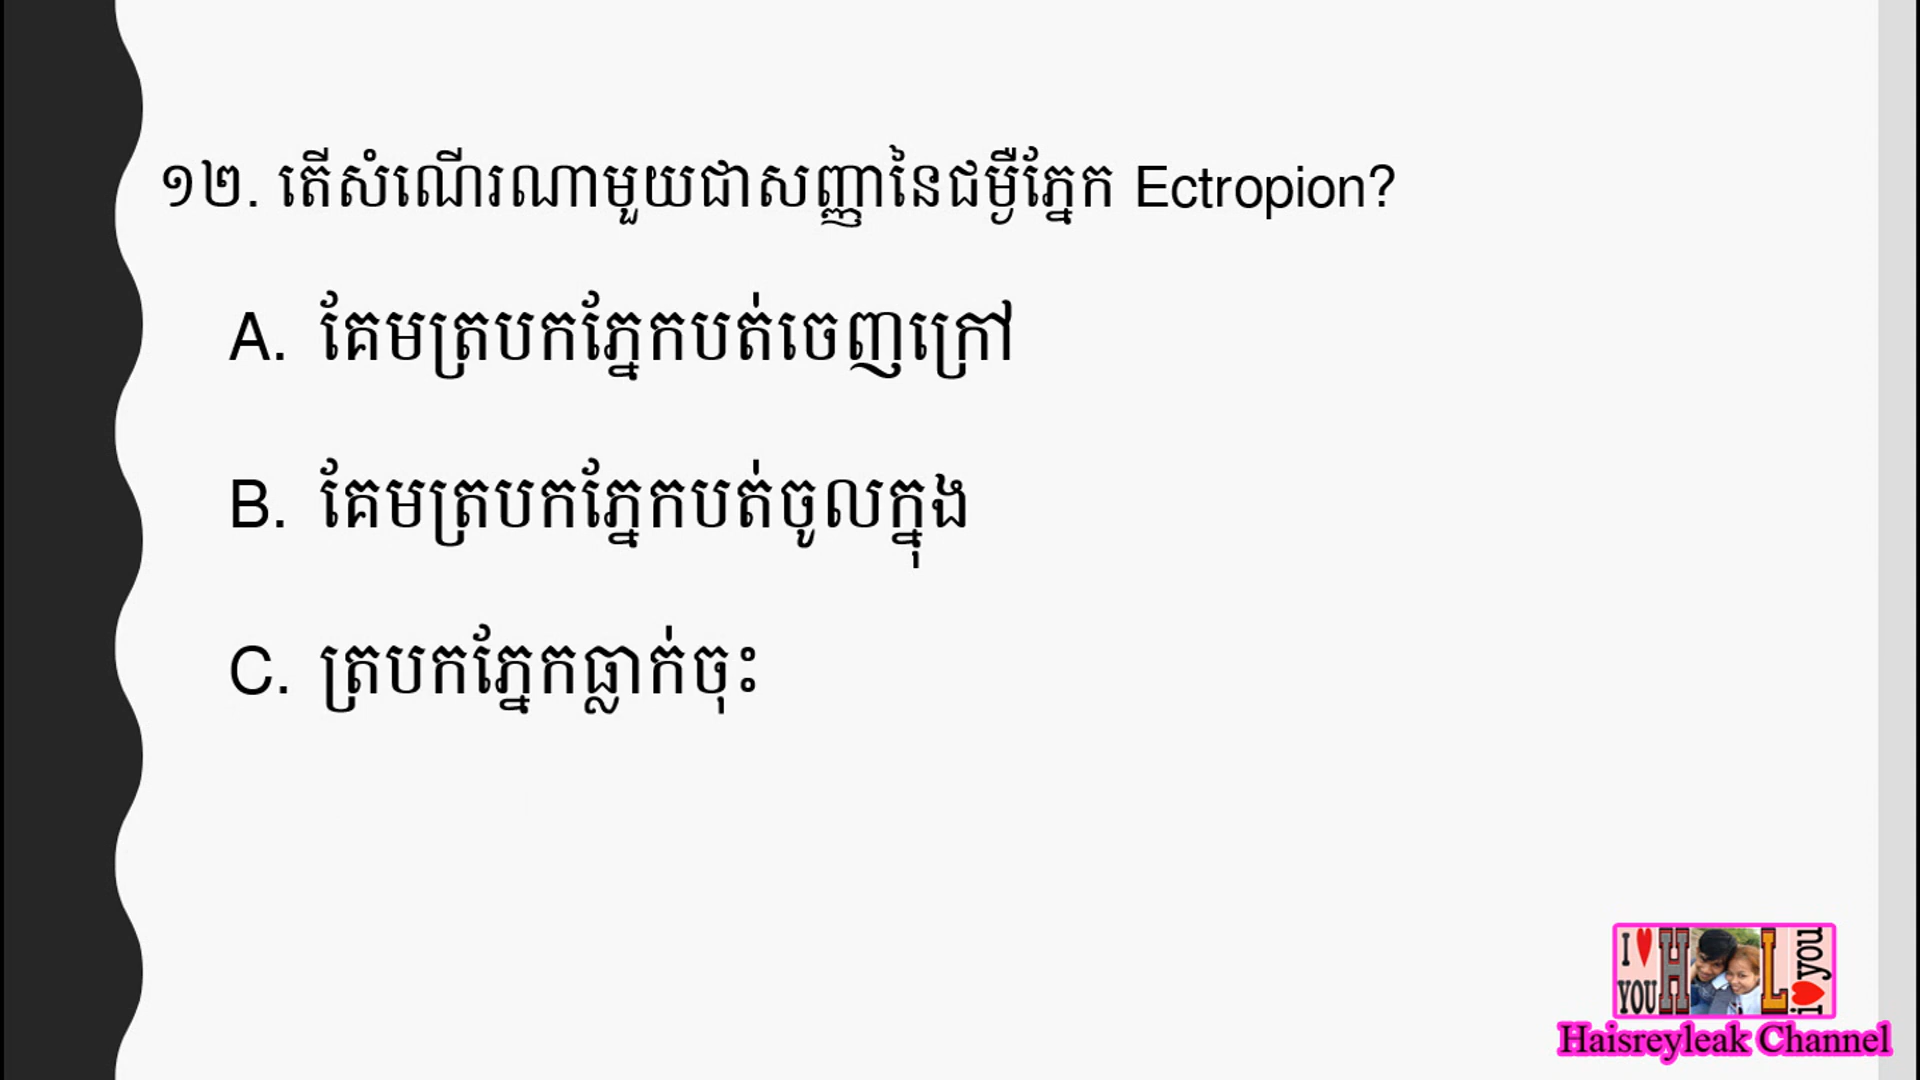 ១២. តើសំណើរណាមួយជាសញ្ញានៃជម្ងឺភ្នែក Ectropion?
A. គែមត្របកភ្នែកបត់ចេញក្រៅ
B. គែមត្របកភ្នែកបត់ចូលក្នុង
C. ត្របកភ្នែកធ្លាក់ចុះ
I ♥ YOU H L i ♥ you
Haisreyleak Channel